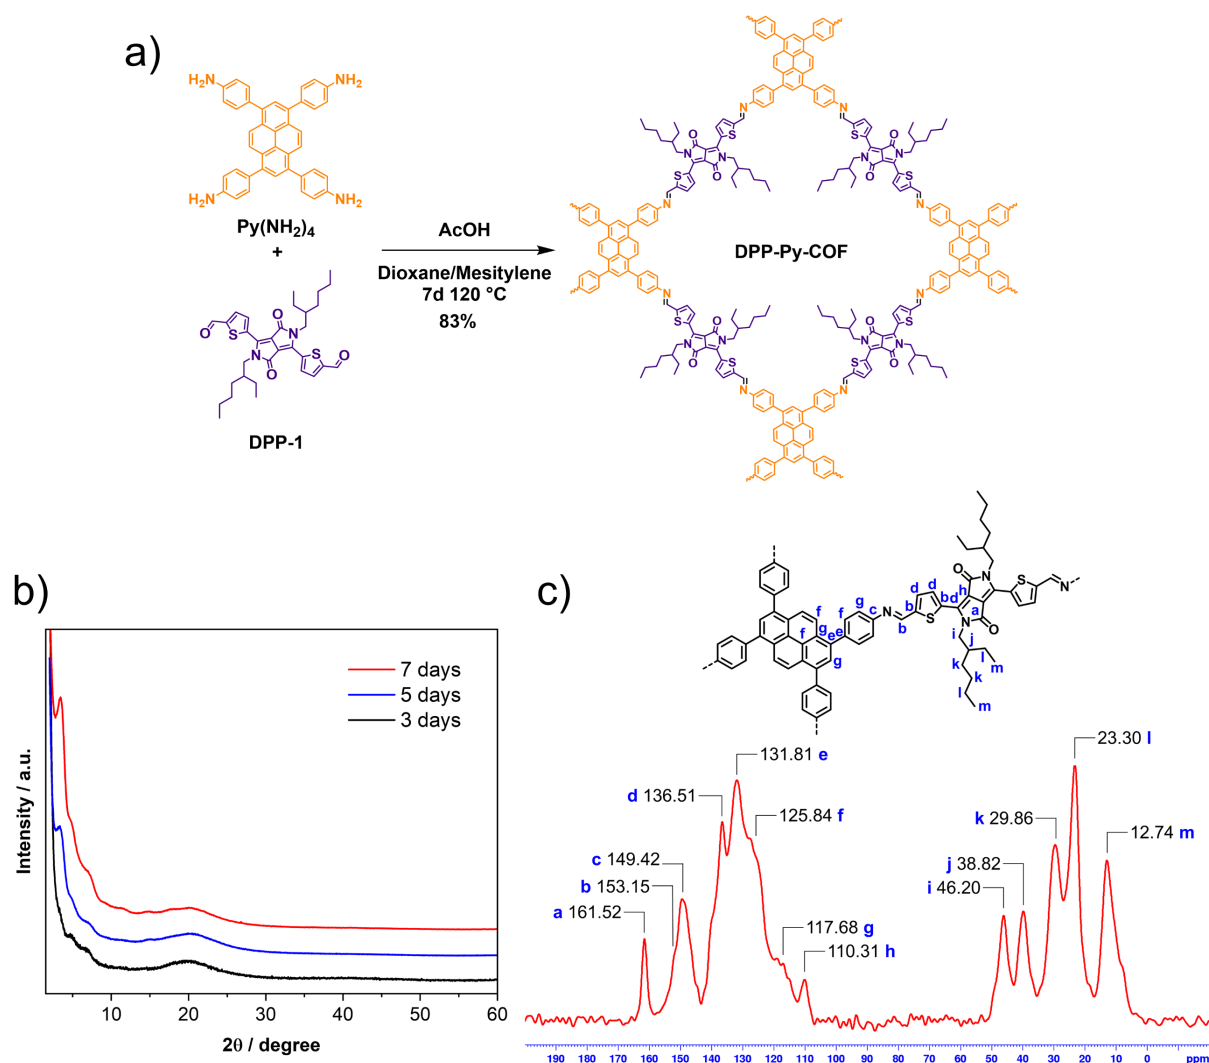 a)
H₂N
NH₂
H₂N
NH₂
Py(NH₂)₄
+
O
S
O
N
N
O
S
O
DPP-1
AcOH
Dioxane/Mesitylene
7d 120 °C
83%
N
N
S
S
O
O
N
N
N
N
O
O
S
S
N
N
DPP-Py-COF
N
N
S
S
O
O
N
N
N
N
O
O
S
S
N
N
b)
7 days
5 days
3 days
Intensity / a.u.
10
20
30
40
50
60
2θ / degree
c)
O
N
S
N
d
d
h
b
d
a
O
N
S
b
b
N
c
g
f
f
g
f
e
e
g
i
j
l
m
k
k
l
m
131.81 e
23.30 l
d 136.51
125.84 f
k 29.86
12.74 m
c 149.42
j 38.82
b 153.15
i 46.20
a 161.52
117.68 g
110.31 h
190 180 170 160 150 140 130 120 110 100 90 80 70 60 50 40 30 20 10 0 ppm